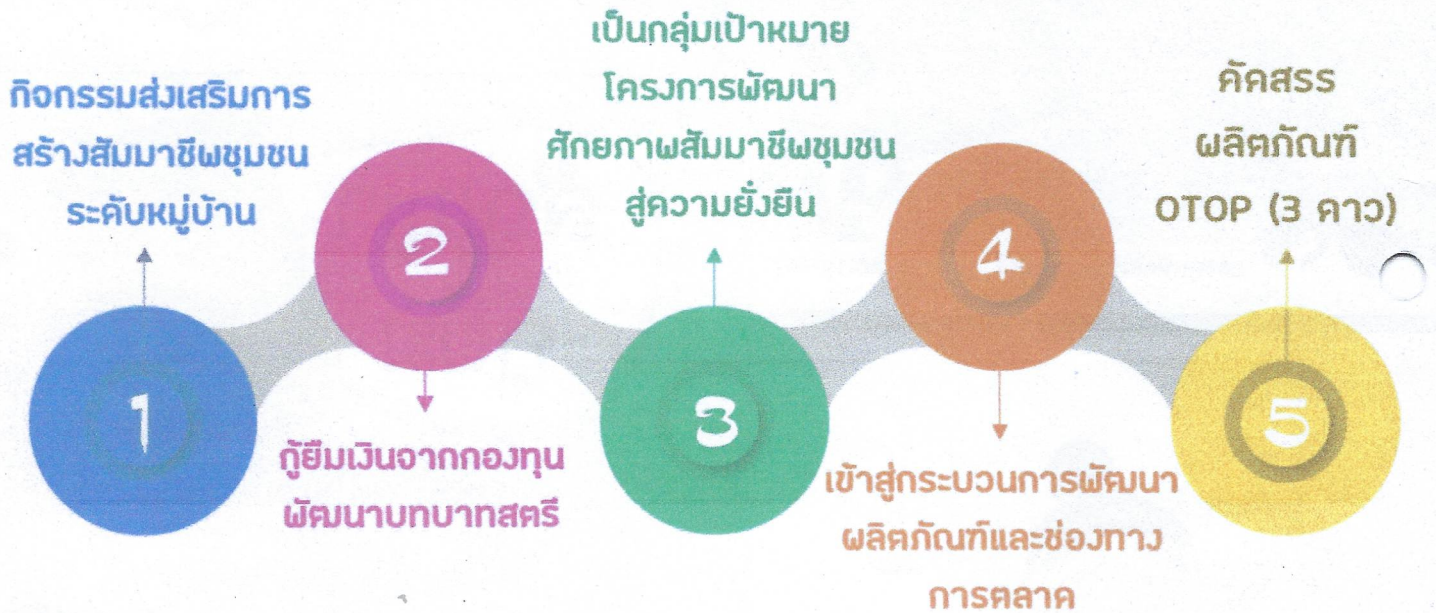 กิจกรรมส่งเสริมการ
สร้างสัมมาชีพชุมชน
ระดับหมู่บ้าน
1
2
กู้ยืมเงินจากกองทุน
พัฒนาบทบาทสตรี
เป็นกลุ่มเป้าหมาย
โครงการพัฒนา
ศักยภาพสัมมาชีพชุมชน
สู่ความยั่งยืน
3
4
เข้าสู่กระบวนการพัฒนา
ผลิตภัณฑ์และช่องทาง
การตลาด
คัดสรร
ผลิตภัณฑ์
OTOP (3 ดาว)
5